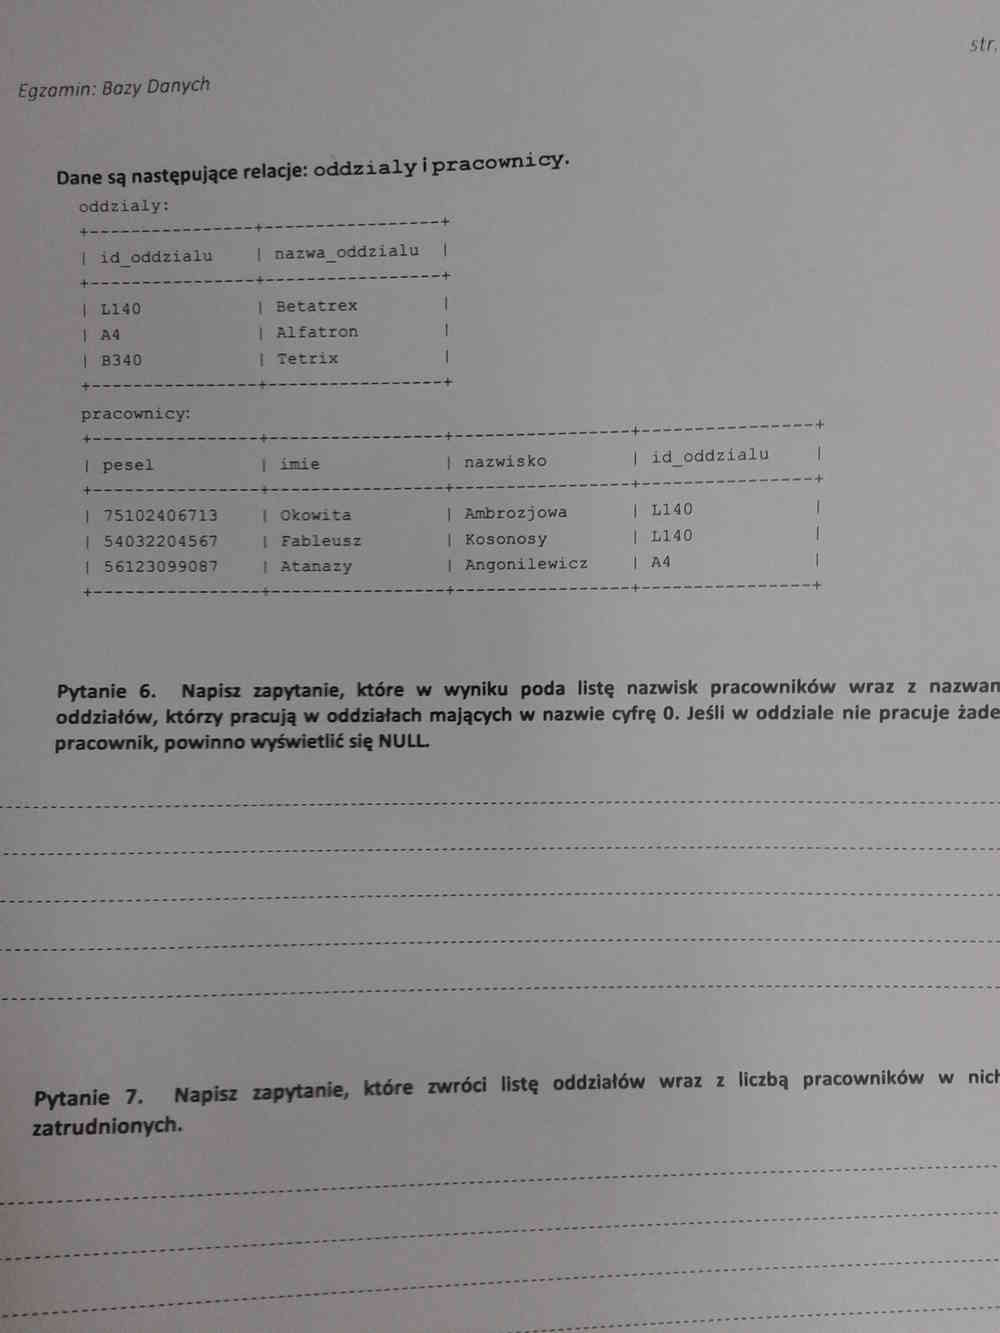 str.
Egzamin: Bazy Danych
Dane są następujące relacje: oddzialy i pracownicy.
oddzialy:
+----------------+-----------------+
| id_oddzialu | nazwa_oddzialu |
+----------------+-----------------+
| L140 | Betatrex |
| A4 | Alfatron |
| B340 | Tetrix |
+----------------+-----------------+
pracownicy:
+----------------+-----------------+-----------------+-----------------+
| pesel | imie | nazwisko | id_oddzialu |
+----------------+-----------------+-----------------+-----------------+
| 75102406713 | Okowita | Ambrozjowa | L140 |
| 54032204567 | Fableusz | Kosonosy | L140 |
| 56123099087 | Atanazy | Angonilewicz | A4 |
+----------------+-----------------+-----------------+-----------------+
Pytanie 6. Napisz zapytanie, które w wyniku poda listę nazwisk pracowników wraz z
oddziałów, którzy pracują w oddziałach mających w nazwie cyfrę 0. Jeśli w oddziale nie pracuje
pracownik, powinno wyświetlić się NULL.
Pytanie 7. Napisz zapytanie, które zwróci listę oddziałów wraz z liczbą pracowników w
zatrudnionych.